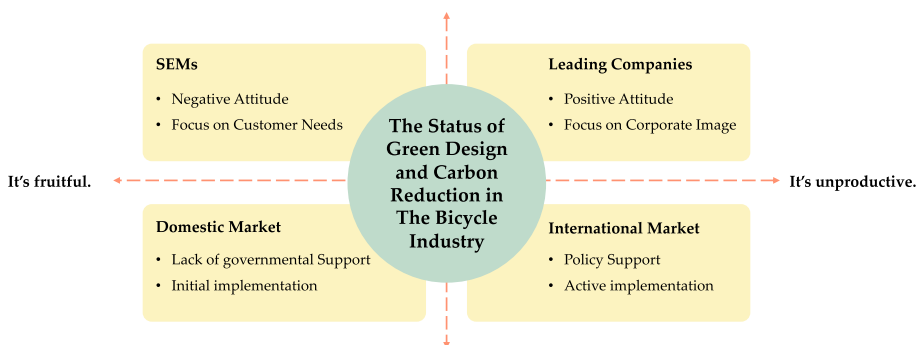 SEMs
• Negative Attitude
• Focus on Customer Needs
Leading Companies
• Positive Attitude
• Focus on Corporate Image
The Status of
Green Design
and Carbon
Reduction in
The Bicycle
Industry
It's fruitful.
It's unproductive.
Domestic Market
• Lack of governmental Support
• Initial implementation
International Market
• Policy Support
• Active implementation